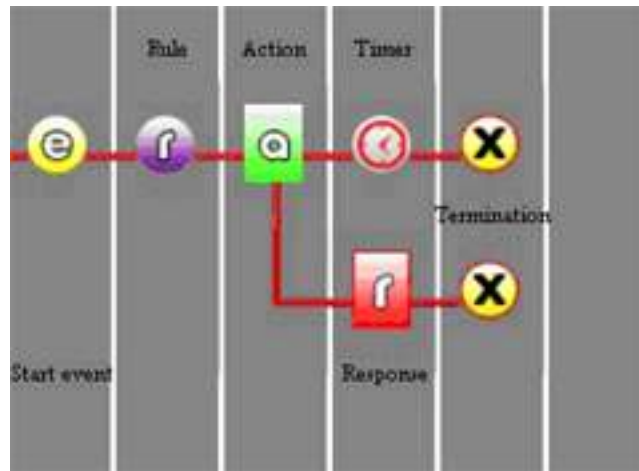 Rule Action Timer
e r a X
Termination
r X
Start event Response